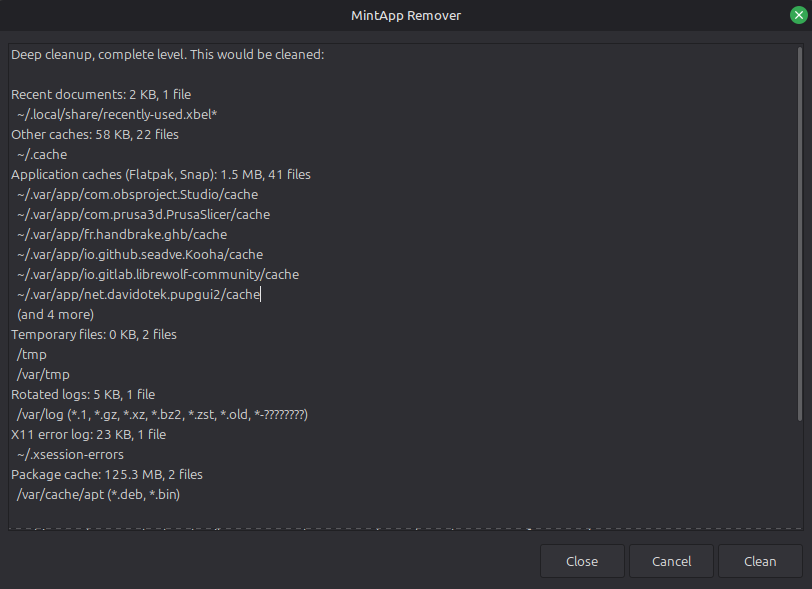 MintApp Remover
Deep cleanup, complete level. This would be cleaned:
Recent documents: 2 KB, 1 file
~/.local/share/recently-used.xbel*
Other caches: 58 KB, 22 files
~/.cache
Application caches (Flatpak, Snap): 1.5 MB, 41 files
~/.var/app/com.obsproject.Studio/cache
~/.var/app/com.prusa3d.PrusaSlicer/cache
~/.var/app/fr.handbrake.ghb/cache
~/.var/app/io.github.seadve.Kooha/cache
~/.var/app/io.gitlab.librewolf-community/cache
~/.var/app/net.davidotek.pupgui2/cache
(and 4 more)
Temporary files: 0 KB, 2 files
/tmp
/var/tmp
Rotated logs: 5 KB, 1 file
/var/log (*.1, *.gz, *.xz, *.bz2, *.zst, *.old, *-????????)
X11 error log: 23 KB, 1 file
~/.xsession-errors
Package cache: 125.3 MB, 2 files
/var/cache/apt (*.deb, *.bin)
Close
Cancel
Clean